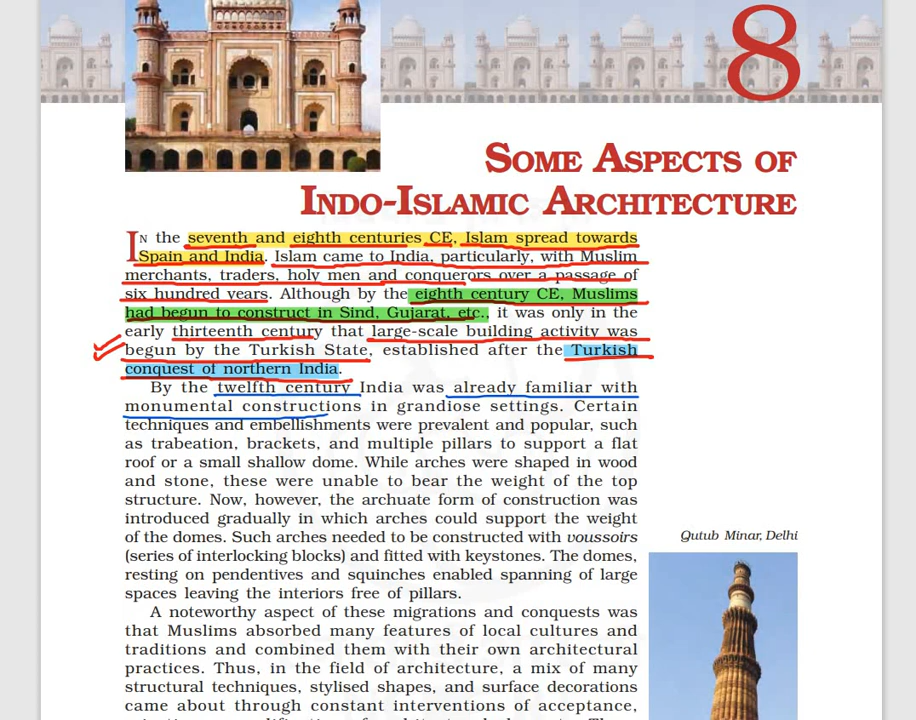 8
SOME ASPECTS OF
INDO-ISLAMIC ARCHITECTURE
IN the seventh and eighth centuries CE, Islam spread towards
Spain and India. Islam came to India, particularly, with Muslim
merchants, traders, holy men and conquerors over a passage of
six hundred years. Although by the eighth century CE, Muslims
had begun to construct in Sind, Gujarat, etc., it was only in the
early thirteenth century that large-scale building activity was
begun by the Turkish State, established after the Turkish
conquest of northern India.
By the twelfth century India was already familiar with
monumental constructions in grandiose settings. Certain
techniques and embellishments were prevalent and popular, such
as trabeation, brackets, and multiple pillars to support a flat
roof or a small shallow dome. While arches were shaped in wood
and stone, these were unable to bear the weight of the top
structure. Now, however, the archuate form of construction was
introduced gradually in which arches could support the weight
of the domes. Such arches needed to be constructed with voussoirs
(series of interlocking blocks) and fitted with keystones. The domes,
resting on pendentives and squinches enabled spanning of large
spaces leaving the interiors free of pillars.
A noteworthy aspect of these migrations and conquests was
that Muslims absorbed many features of local cultures and
traditions and combined them with their own architectural
practices. Thus, in the field of architecture, a mix of many
structural techniques, stylised shapes, and surface decorations
came about through constant interventions of acceptance,
Qutub Minar, Delhi